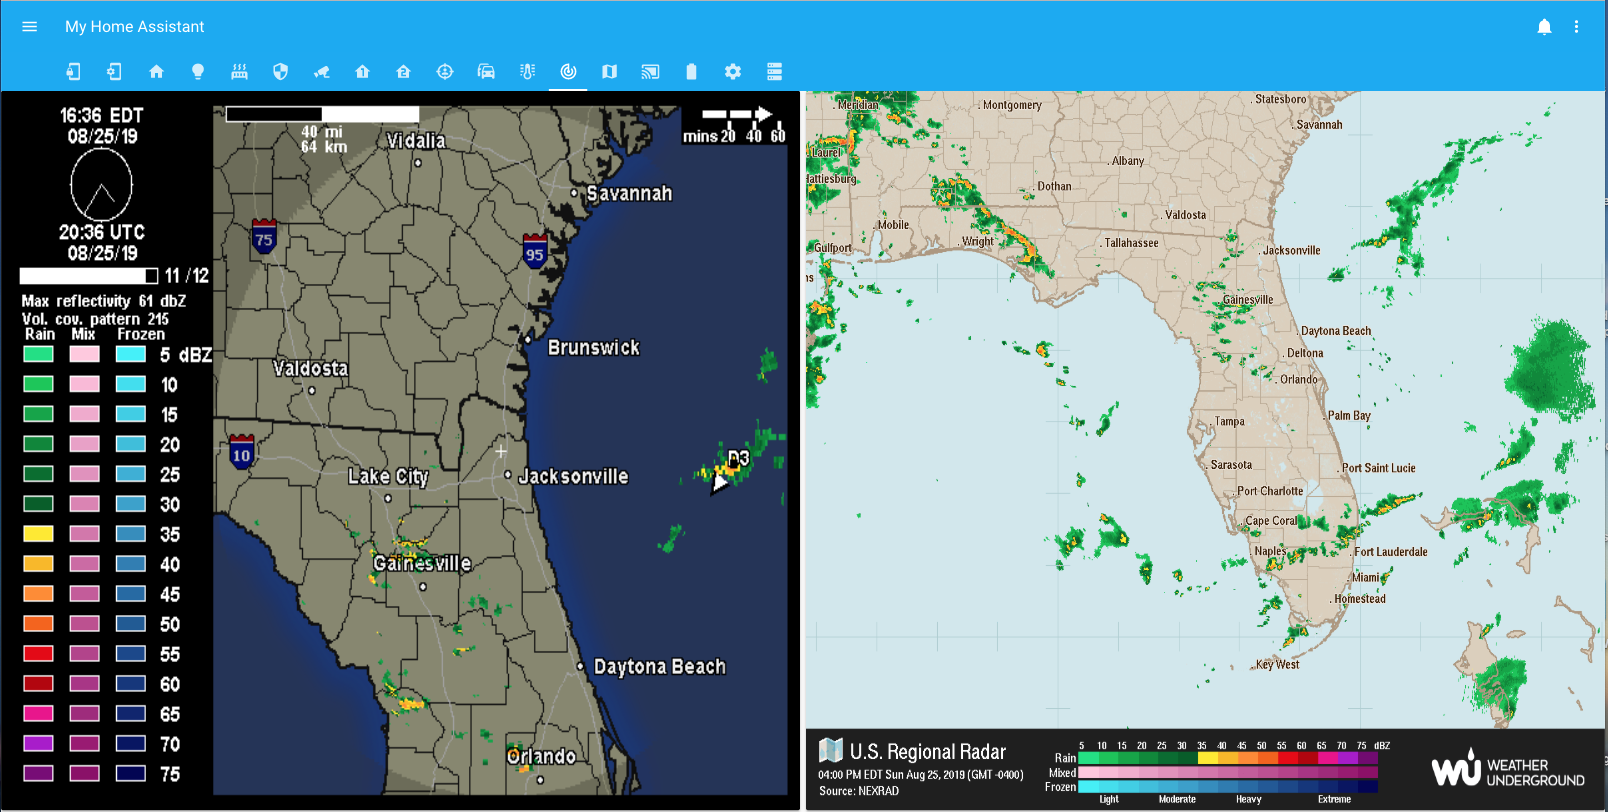 My Home Assistant
16:36 EDT
08/25/19
20:36 UTC
08/25/19
11/12
Max reflectivity 61 dbZ
Vol. cov. pattern 215
Rain Mix Frozen
5 dBZ
10
15
20
25
30
35
40
45
50
55
60
65
70
75
40 mi
64 km
mins 20 40 60
Vidalia
Savannah
75
95
Brunswick
Valdosta
10
Lake City
Jacksonville
Gainesville
Daytona Beach
Orlando
Meridian
Montgomery
Statesboro
Savannah
Laurel
Albany
Hattiesburg
Dothan
Valdosta
Mobile
Wright
Tallahassee
Jacksonville
Gulfport
Gainesville
Daytona Beach
Deltona
Orlando
Palm Bay
Tampa
Sarasota
Port Saint Lucie
Port Charlotte
Cape Coral
Naples
Fort Lauderdale
Miami
Homestead
Key West
U.S. Regional Radar
04:00 PM EDT Sun Aug 25, 2019 (GMT -0400)
Source: NEXRAD
5 10 15 20 25 30 35 40 45 50 55 60 65 70 75 dBZ
Rain
Mixed
Frozen
Light Moderate Heavy Extreme
WU WEATHER
UNDERGROUND